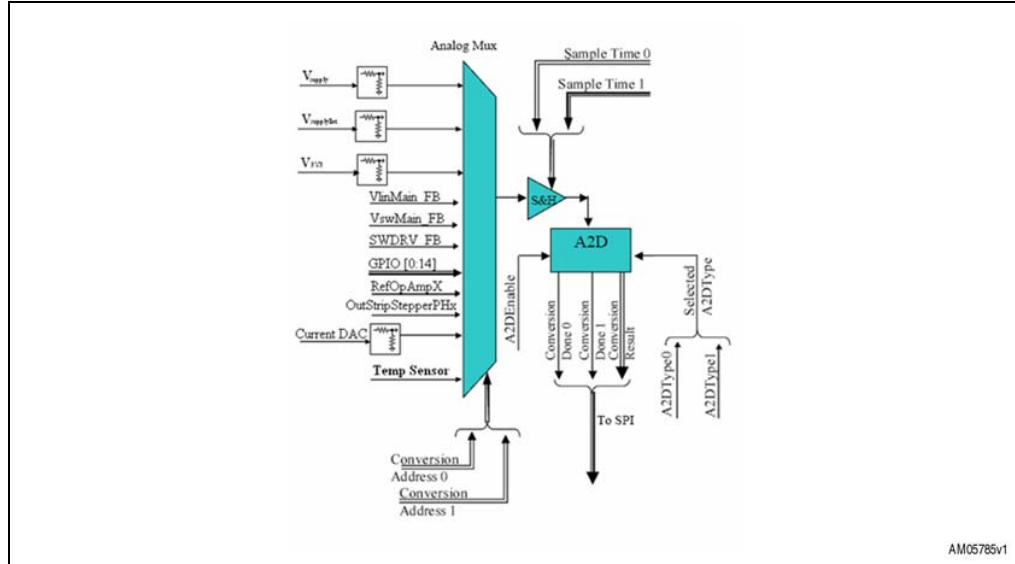 Analog Mux
Sample Time 0
Sample Time 1
Vsupply
VsupplyInt
VlinMain_FB
VswMain_FB
SWDRV_FB
GPIO [0:14]
RefOpAmpX
OutStripStepperPHx
Current DAC
Temp Sensor
S&H
A2D
A2DEnable
Conversion
Done 0
Conversion
Done 1
Conversion
Result
Selected
A2DType
A2DType0
A2DType1
To SPI
Conversion
Address 0
Conversion
Address 1
AM05785v1